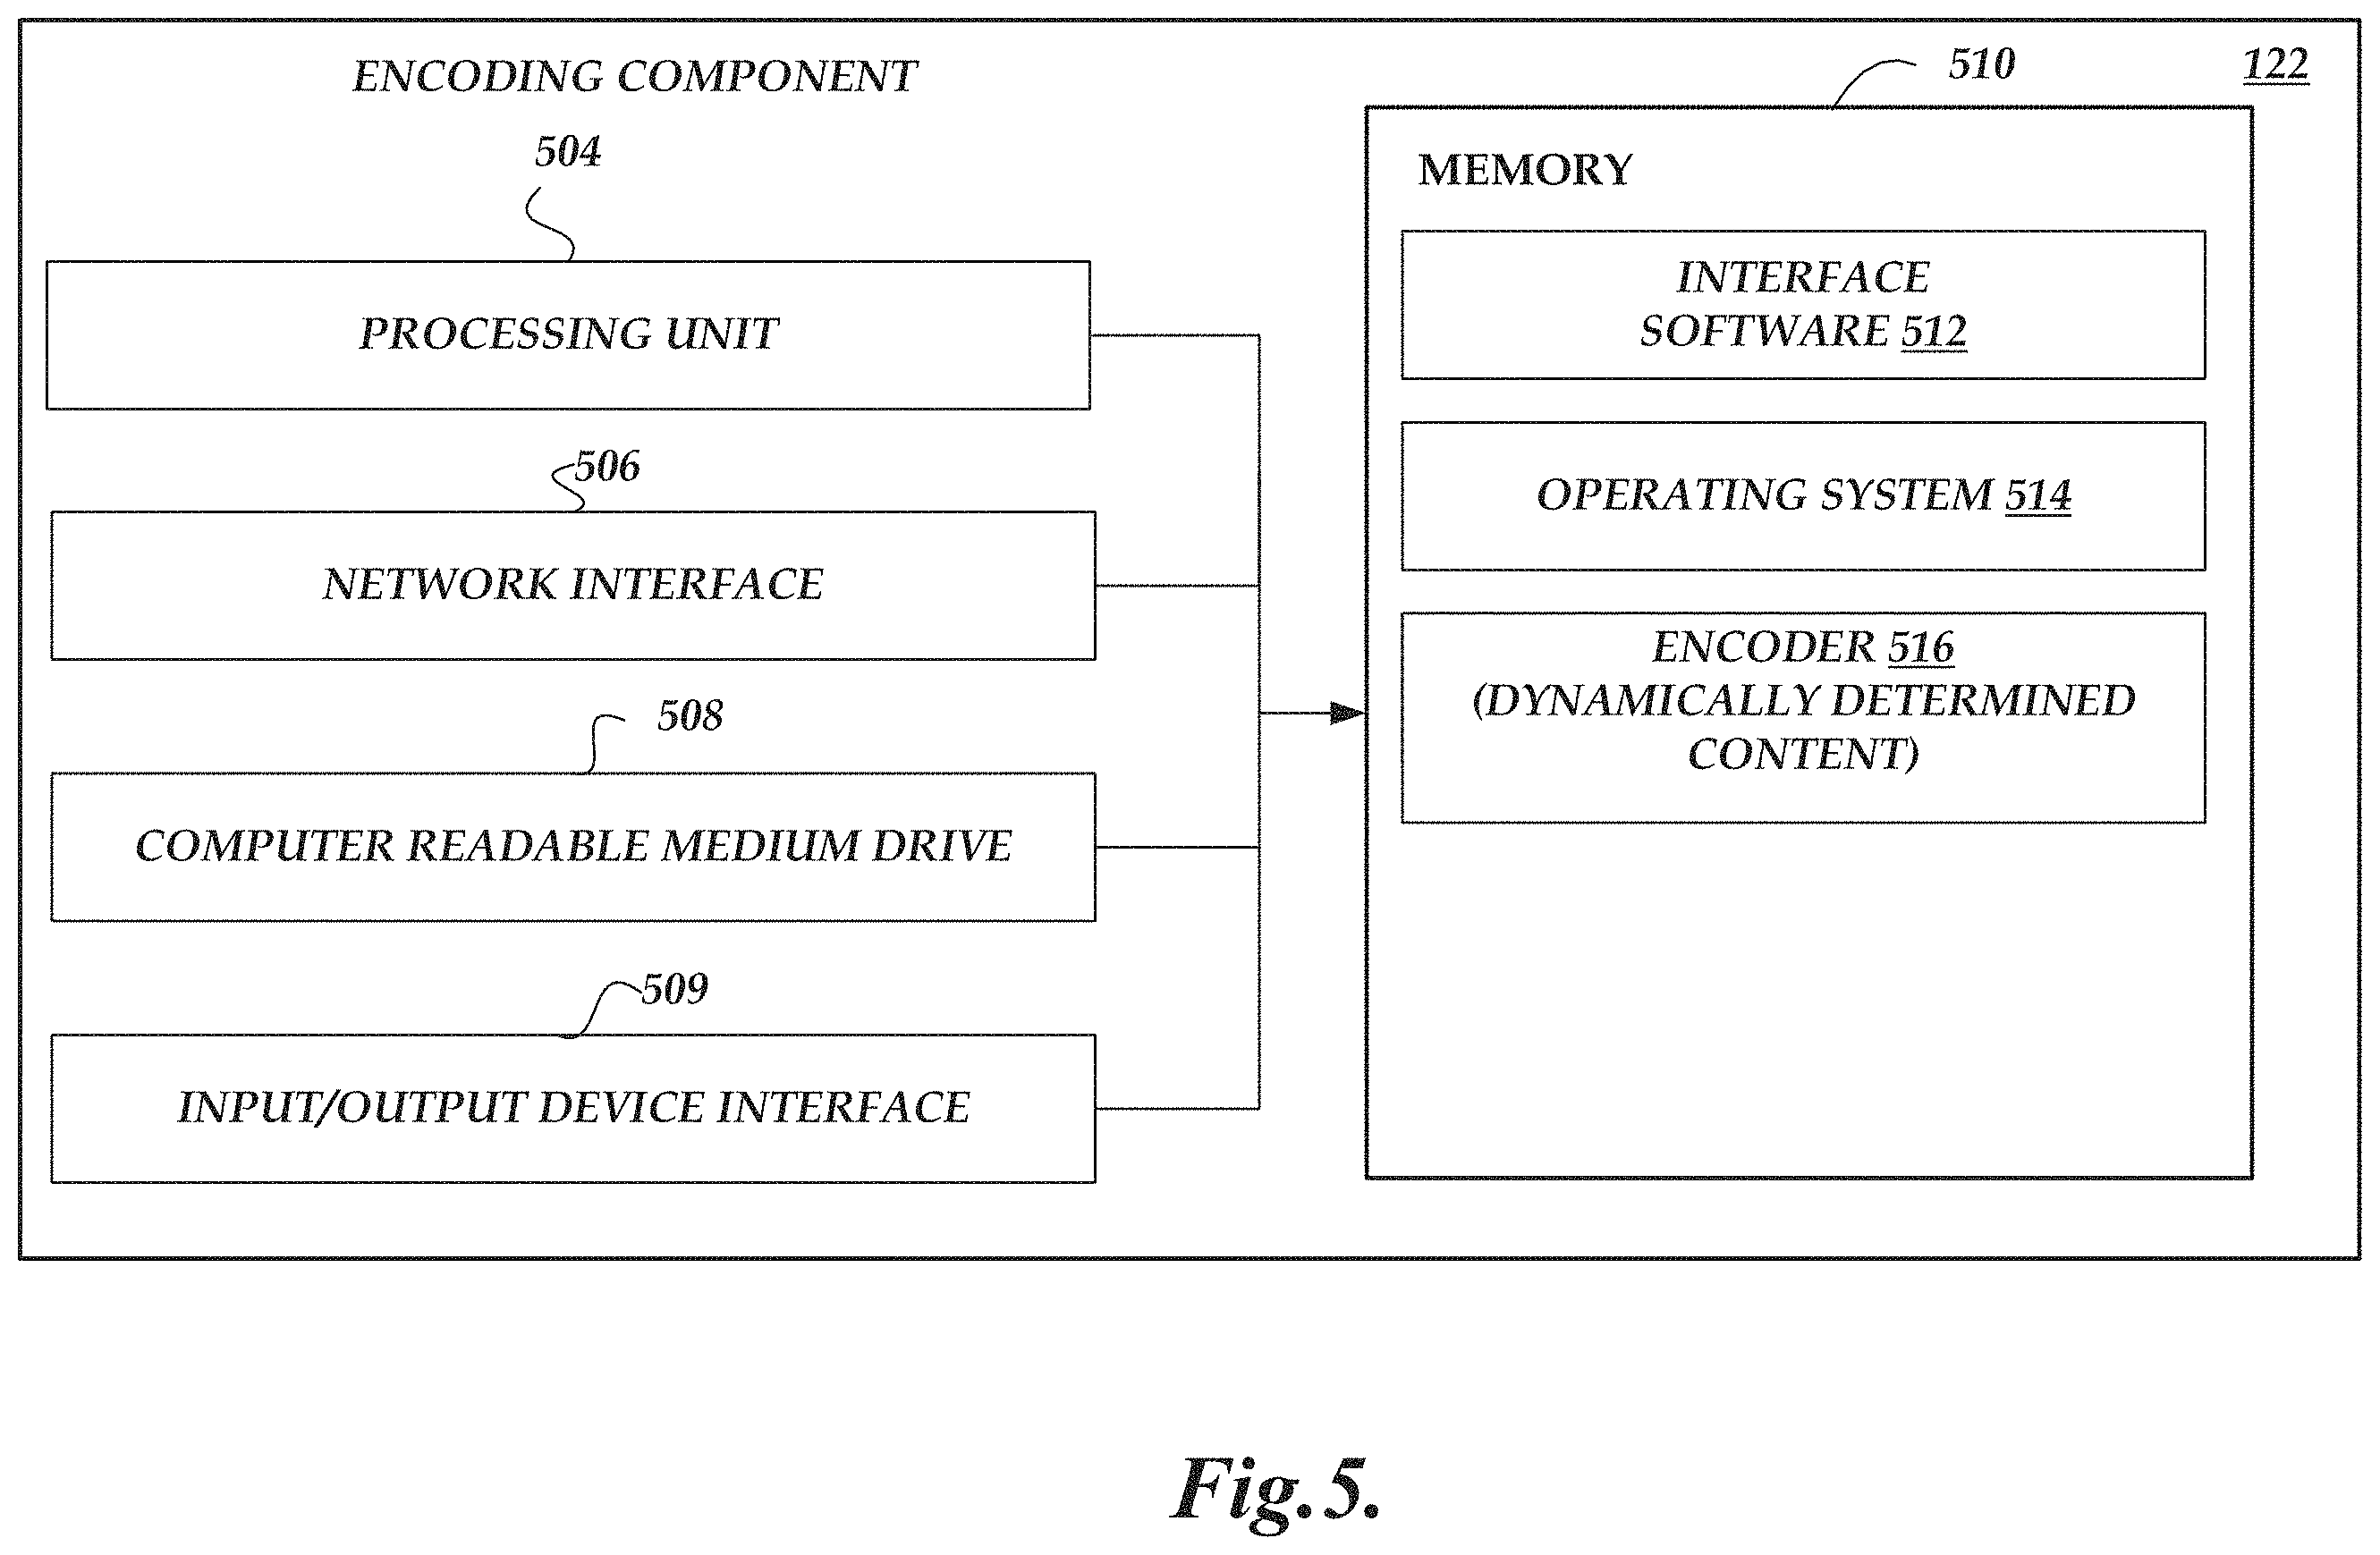 ENCODING COMPONENT
122
504
PROCESSING UNIT
506
NETWORK INTERFACE
508
COMPUTER READABLE MEDIUM DRIVE
509
INPUT/OUTPUT DEVICE INTERFACE
510
MEMORY
INTERFACE
SOFTWARE 512
OPERATING SYSTEM 514
ENCODER 516
(DYNAMICALLY DETERMINED
CONTENT)
Fig.5.